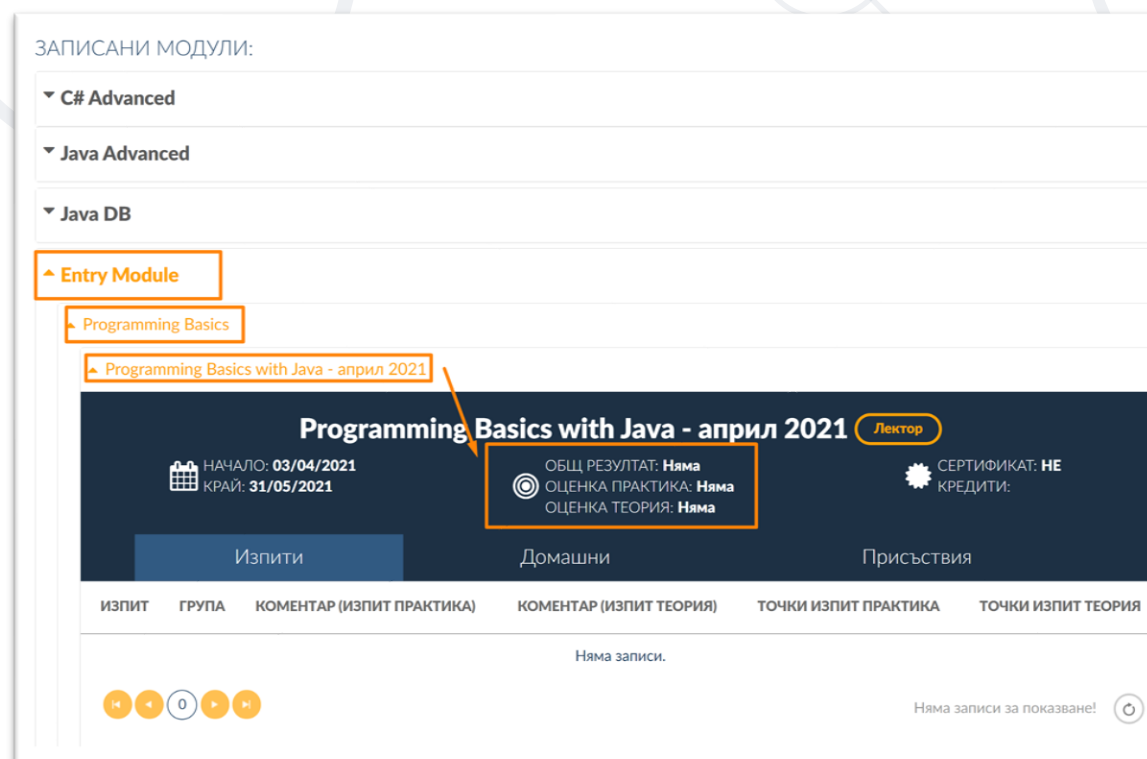 ЗАПИСАНИ МОДУЛИ:
C# Advanced
Java Advanced
Java DB
Entry Module
Programming Basics
Programming Basics with Java - април 2021
Programming Basics with Java - април 2021 Лектор
НАЧАЛО: 03/04/2021
КРАЙ: 31/05/2021
ОБЩ РЕЗУЛТАТ: Няма
ОЦЕНКА ПРАКТИКА: Няма
ОЦЕНКА ТЕОРИЯ: Няма
СЕРТИФИКАТ: НЕ
КРЕДИТИ:
Изпити Домашни Присъствия
ИЗПИТ ГРУПА КОМЕНТАР (ИЗПИТ ПРАКТИКА) КОМЕНТАР (ИЗПИТ ТЕОРИЯ) ТОЧКИ ИЗПИТ ПРАКТИКА ТОЧКИ ИЗПИТ ТЕОРИЯ
Няма записи.
0 Няма записи за показване!